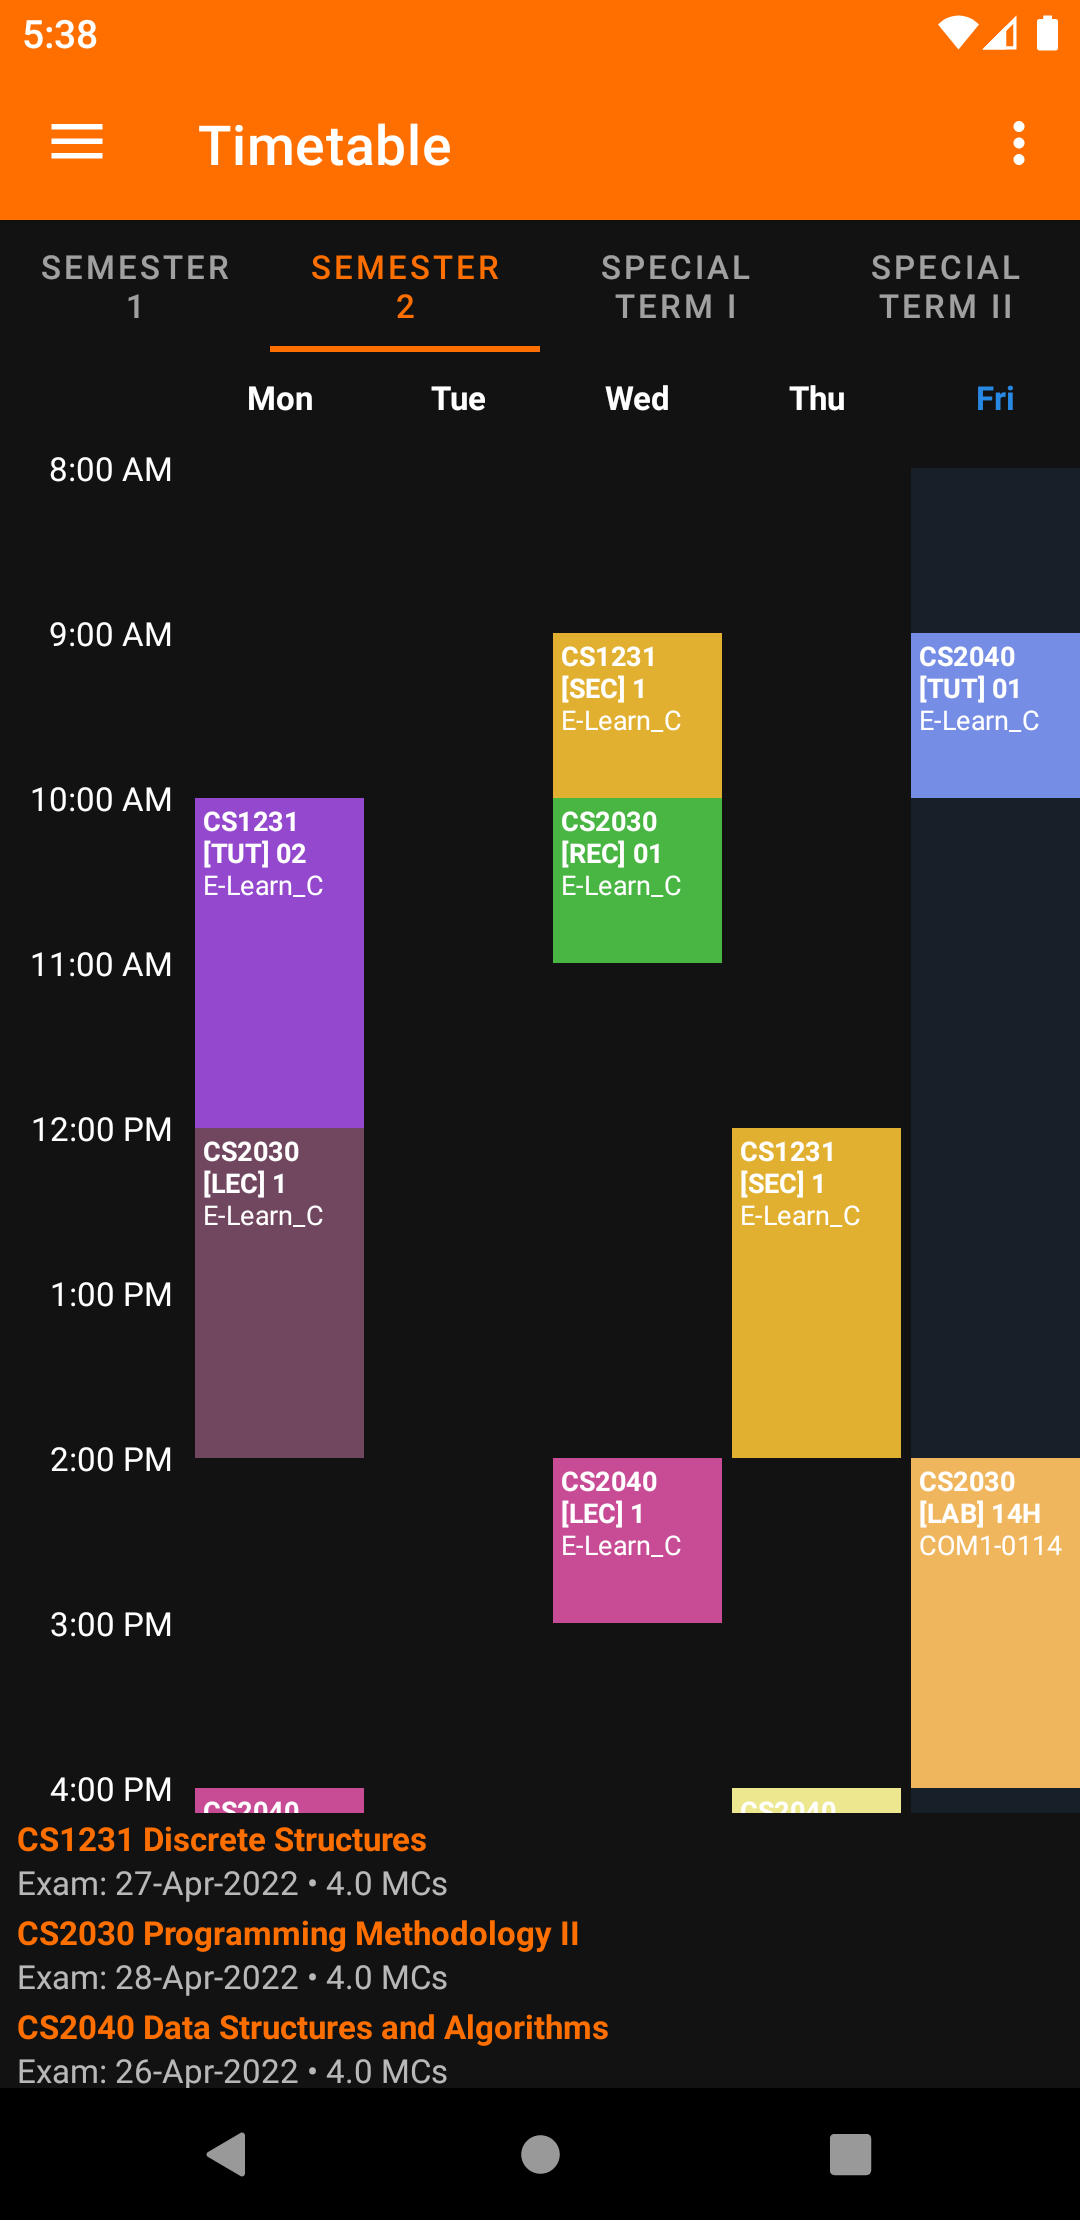 5:38
Timetable
SEMESTER
1
SEMESTER
2
SPECIAL
TERM I
SPECIAL
TERM II
Mon Tue Wed Thu Fri
8:00 AM
9:00 AM
CS1231
[SEC] 1
E-Learn_C
CS2040
[TUT] 01
E-Learn_C
10:00 AM
CS1231
[TUT] 02
E-Learn_C
CS2030
[REC] 01
E-Learn_C
11:00 AM
12:00 PM
CS2030
[LEC] 1
E-Learn_C
CS1231
[SEC] 1
E-Learn_C
1:00 PM
2:00 PM
CS2040
[LEC] 1
E-Learn_C
CS2030
[LAB] 14H
COM1-0114
3:00 PM
4:00 PM
CS2040
CS2040
CS1231 Discrete Structures
Exam: 27-Apr-2022 • 4.0 MCs
CS2030 Programming Methodology II
Exam: 28-Apr-2022 • 4.0 MCs
CS2040 Data Structures and Algorithms
Exam: 26-Apr-2022 • 4.0 MCs